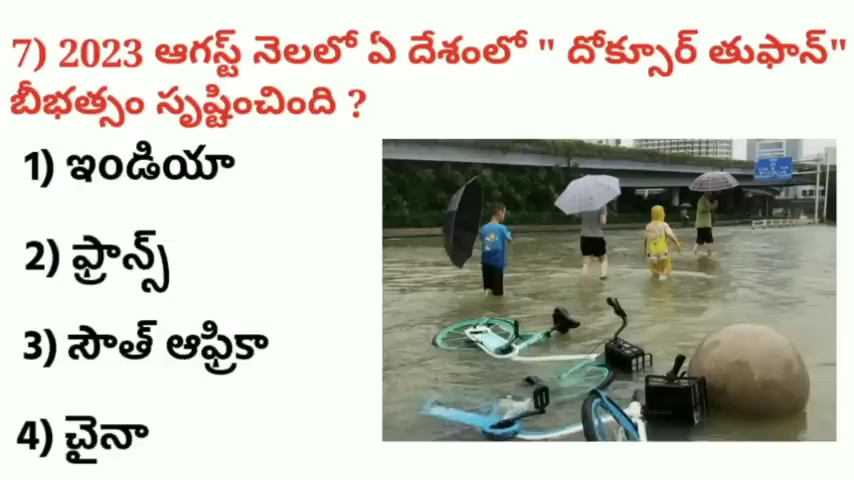 7) 2023 ఆగస్ట్ నెలలో ఏ దేశంలో " దోక్సూర్ తుఫాన్"
బీభత్సం సృష్టించింది ?
1) ఇండియా
2) ఫ్రాన్స్
3) సౌత్ ఆఫ్రికా
4) చైనా